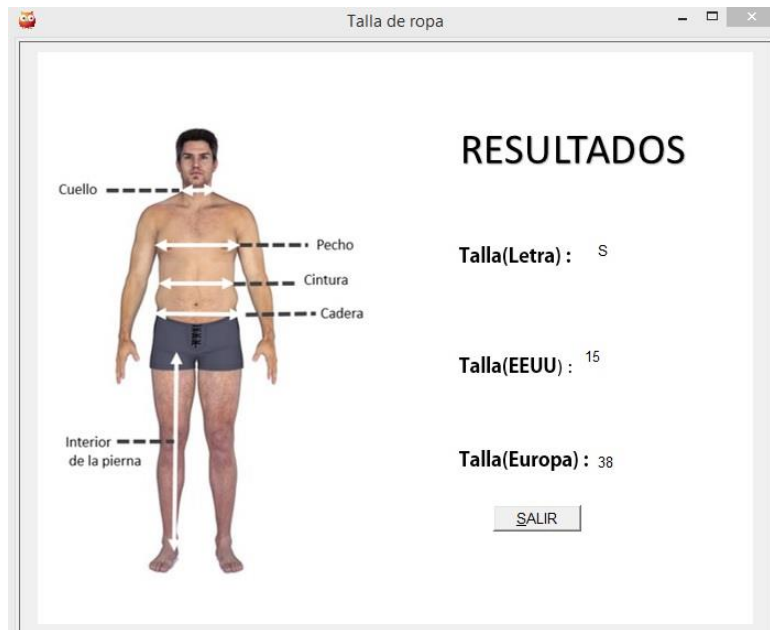 Talla de ropa
RESULTADOS
Cuello
Pecho
Talla(Letra) : S
Cintura
Cadera
Talla(EEUU) : 15
Interior
de la pierna
Talla(Europa) : 38
SALIR